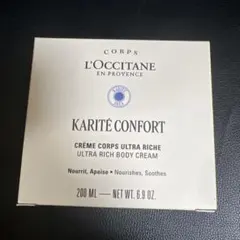 CORPS
L'OCCITANE
EN PROVENCE
KARITÉ CONFORT
CRÈME CORPS ULTRA RICHE
ULTRA RICH BODY CREAM
Nourrit, Apaise • Nourishes, Soothes
200 ML — NET WT. 6.9 OZ.